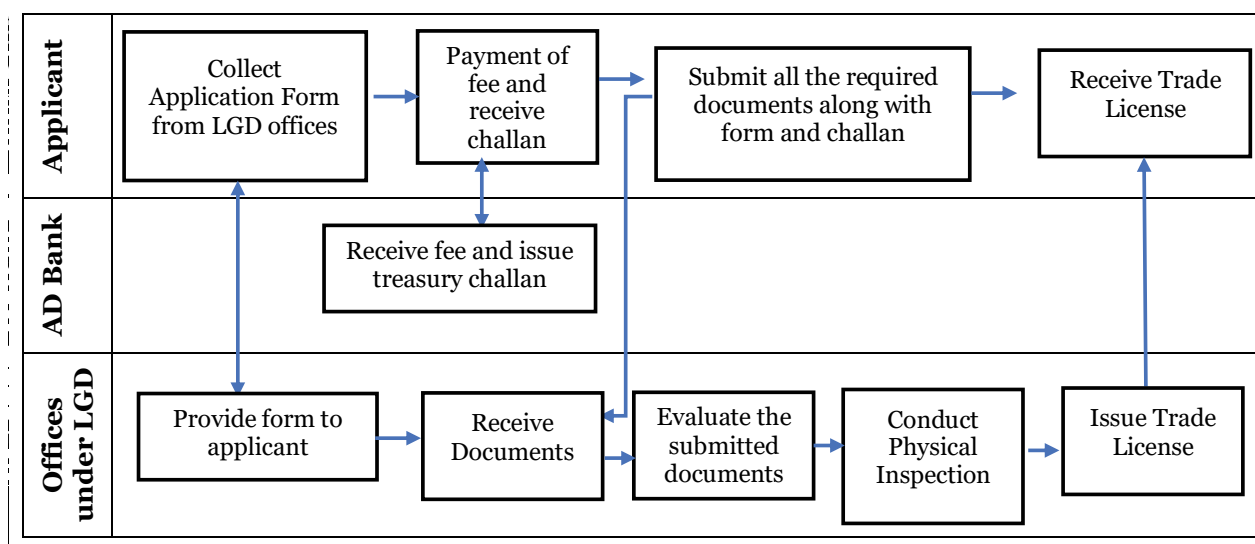 Applicant
Collect
Application Form
from LGD offices
Payment of
fee and
receive
challan
Submit all the required
documents along with
form and challan
Receive Trade
License
AD Bank
Receive fee and issue
treasury challan
Offices
under LGD
Provide form to
applicant
Receive
Documents
Evaluate the
submitted
documents
Conduct
Physical
Inspection
Issue Trade
License